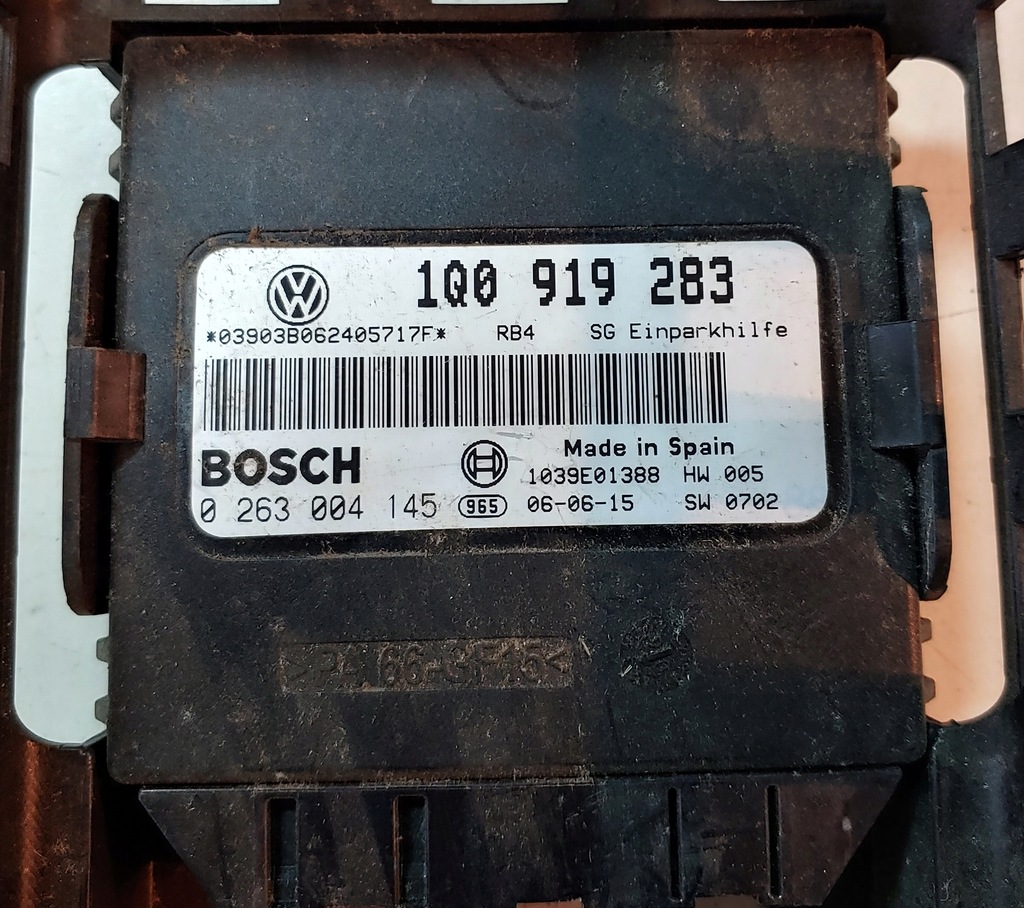 1Q0 919 283
*03903B062405717F* RB4 SG Einparkhilfe
BOSCH Made in Spain
1039E01388 HW 005
0 263 004 145 965 06-06-15 SW 0702